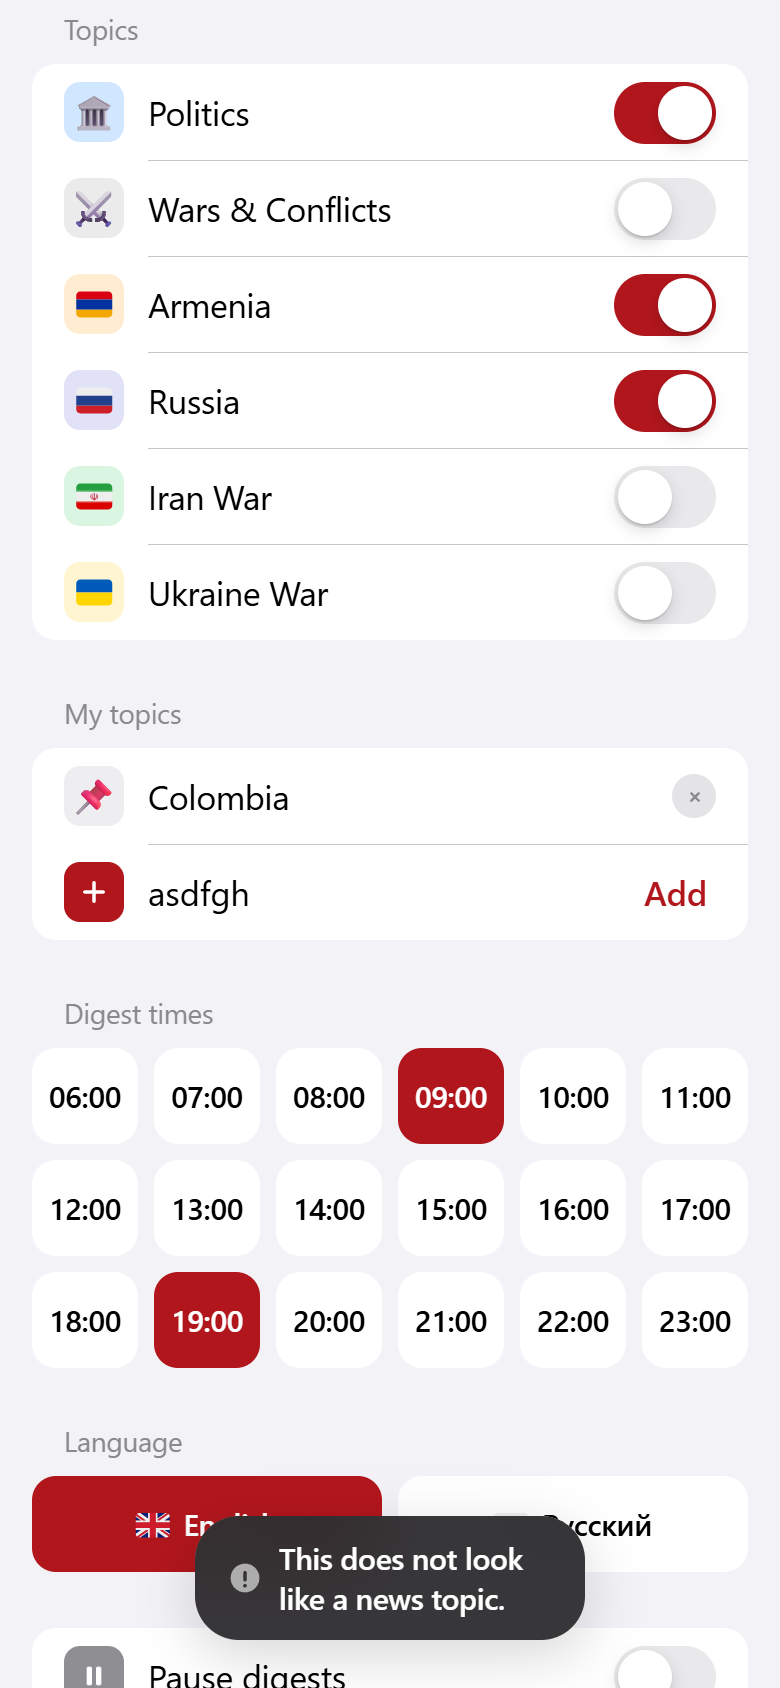 Topics
Politics
Wars & Conflicts
Armenia
Russia
Iran War
Ukraine War
My topics
Colombia
asdfgh Add
Digest times
06:00 07:00 08:00 09:00 10:00 11:00
12:00 13:00 14:00 15:00 16:00 17:00
18:00 19:00 20:00 21:00 22:00 23:00
Language
English Русский
This does not look
like a news topic.
Pause digests